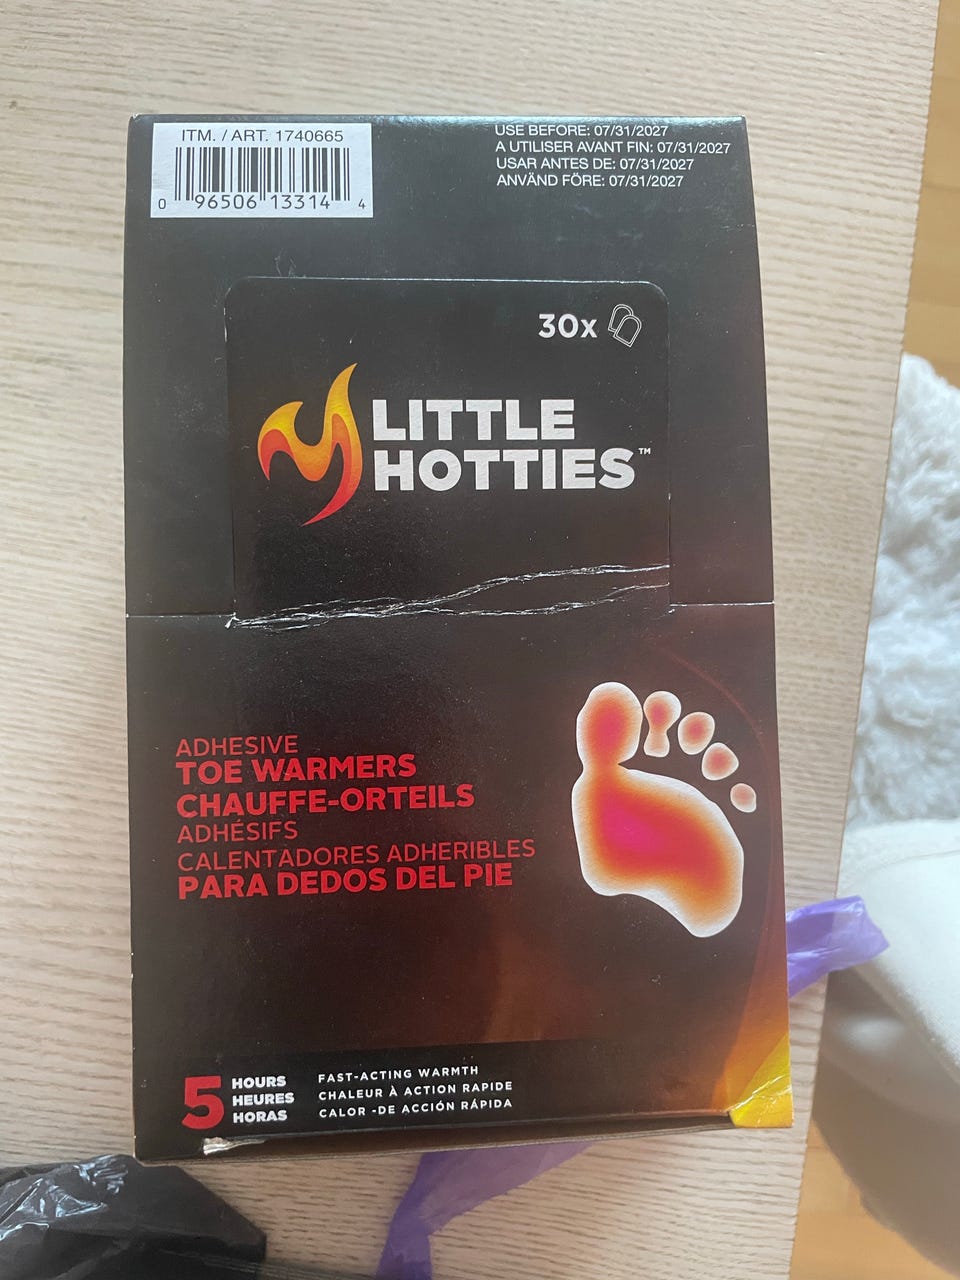 ITM. / ART. 1740665
0 96506 13314 4
USE BEFORE: 07/31/2027
A UTILISER AVANT FIN: 07/31/2027
USAR ANTES DE: 07/31/2027
ANVÄND FÖRE: 07/31/2027
30x
LITTLE
HOTTIES™
ADHESIVE
TOE WARMERS
CHAUFFE-ORTEILS
ADHÉSIFS
CALENTADORES ADHERIBLES
PARA DEDOS DEL PIE
5 HOURS
HEURES
HORAS
FAST-ACTING WARMTH
CHALEUR À ACTION RAPIDE
CALOR -DE ACCIÓN RÁPIDA